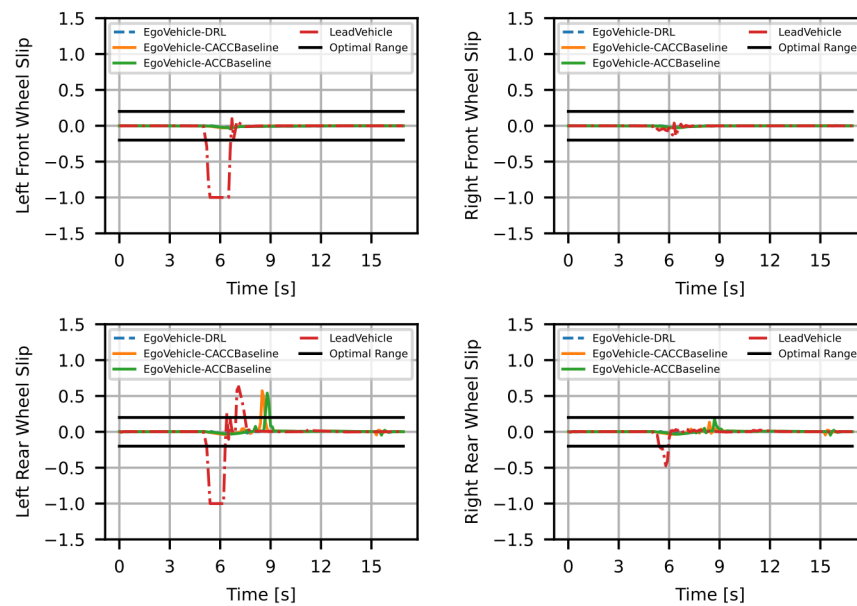 EgoVehicle-DRL
EgoVehicle-CACCBaseline
EgoVehicle-ACCBaseline
LeadVehicle
Optimal Range
Left Front Wheel Slip
1.5
1.0
0.5
0.0
−0.5
−1.0
−1.5
0 3 6 9 12 15
Time [s]
EgoVehicle-DRL
EgoVehicle-CACCBaseline
EgoVehicle-ACCBaseline
LeadVehicle
Optimal Range
Right Front Wheel Slip
1.5
1.0
0.5
0.0
−0.5
−1.0
−1.5
0 3 6 9 12 15
Time [s]
EgoVehicle-DRL
EgoVehicle-CACCBaseline
EgoVehicle-ACCBaseline
LeadVehicle
Optimal Range
Left Rear Wheel Slip
1.5
1.0
0.5
0.0
−0.5
−1.0
−1.5
0 3 6 9 12 15
Time [s]
EgoVehicle-DRL
EgoVehicle-CACCBaseline
EgoVehicle-ACCBaseline
LeadVehicle
Optimal Range
Right Rear Wheel Slip
1.5
1.0
0.5
0.0
−0.5
−1.0
−1.5
0 3 6 9 12 15
Time [s]